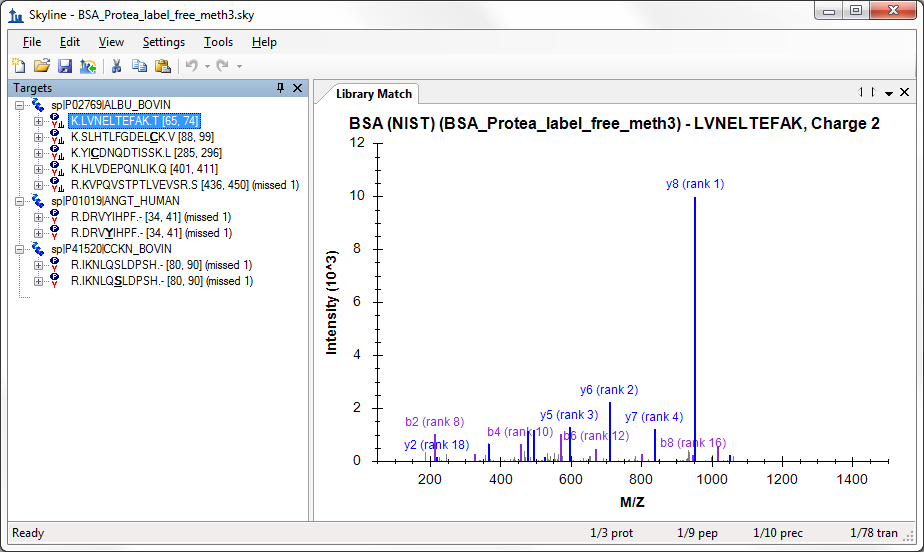 Skyline - BSA_Protea_label_free_meth3.sky
File Edit View Settings Tools Help
Targets
sp|P02769|ALBU_BOVIN
K.LVNELTEFAK.T [65, 74]
K.SLHTLFGDELCK.V [88, 99]
K.YICDNQDTISSK.L [285, 296]
K.HLVDEPQNLIK.Q [401, 411]
R.KVPQVSTPTLVEVSR.S [436, 450] (missed 1)
sp|P01019|ANGT_HUMAN
R.DRVYIHPF.- [34, 41] (missed 1)
R.DRVYIHPF.- [34, 41] (missed 1)
sp|P41520|CCKN_BOVIN
R.IKNLQSLDPSH.- [80, 90] (missed 1)
R.IKNLQSLDPSH.- [80, 90] (missed 1)
Library Match
BSA (NIST) (BSA_Protea_label_free_meth3) - LVNELTEFAK, Charge 2
Intensity (10^3)
12
10
8
6
4
2
0
y8 (rank 1)
y6 (rank 2)
y5 (rank 3)
y7 (rank 4)
b2 (rank 8)
b4 (rank 10)
b6 (rank 12)
y2 (rank 18)
b8 (rank 16)
200 400 600 800 1000 1200 1400
M/Z
Ready 1/3 prot 1/9 pep 1/10 prec 1/78 tran